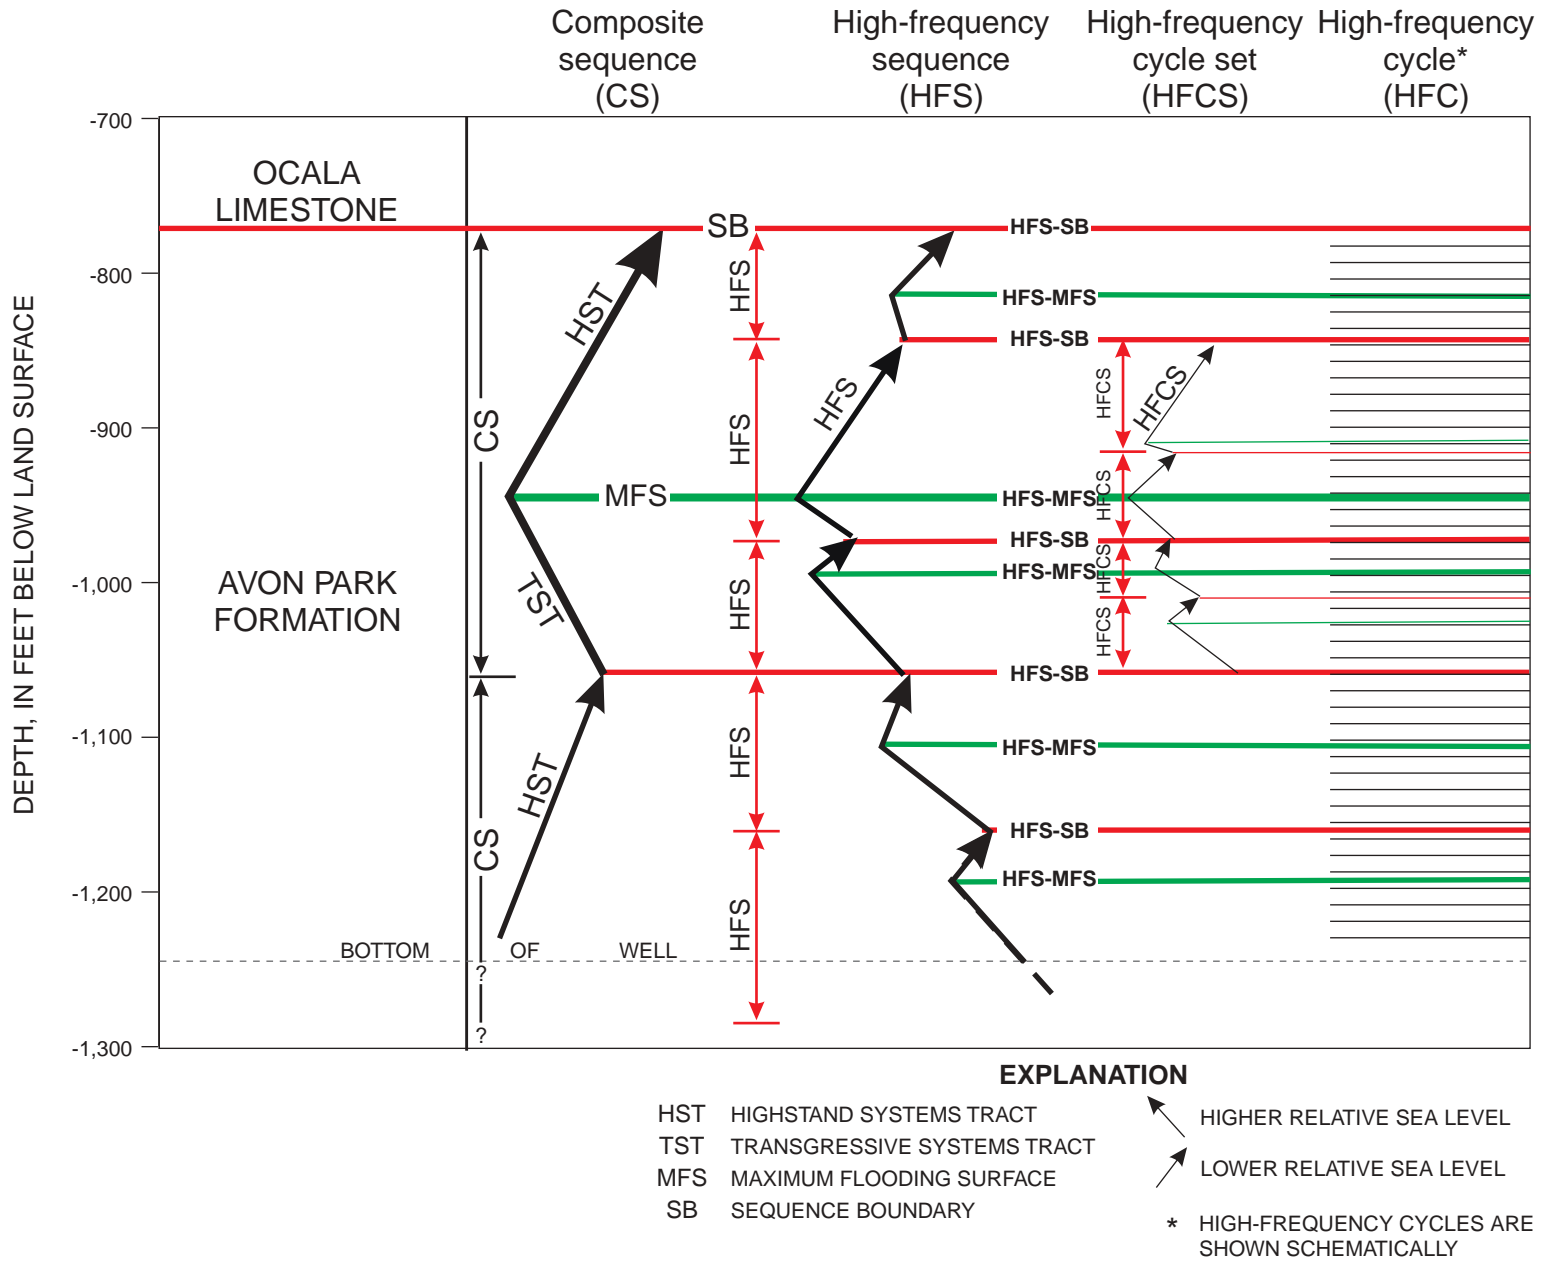 Composite
sequence
(CS)
High-frequency
sequence
(HFS)
High-frequency
cycle set
(HFCS)
High-frequency
cycle*
(HFC)
DEPTH, IN FEET BELOW LAND SURFACE
-700
-800
-900
-1,000
-1,100
-1,200
-1,300
OCALA
LIMESTONE
AVON PARK
FORMATION
CS
CS
?
?
HST
MFS
TST
HST
SB
HFS
HFS
HFS
HFS
HFS
HFS
HFS-SB
HFS-MFS
HFS-SB
HFS-MFS
HFS-SB
HFS-MFS
HFS-SB
HFS-MFS
HFS-SB
HFS-MFS
HFCS
HFCS
HFCS
HFCS
HFCS
BOTTOM OF WELL
EXPLANATION
HST HIGHSTAND SYSTEMS TRACT
TST TRANSGRESSIVE SYSTEMS TRACT
MFS MAXIMUM FLOODING SURFACE
SB SEQUENCE BOUNDARY
HIGHER RELATIVE SEA LEVEL
LOWER RELATIVE SEA LEVEL
* HIGH-FREQUENCY CYCLES ARE
SHOWN SCHEMATICALLY